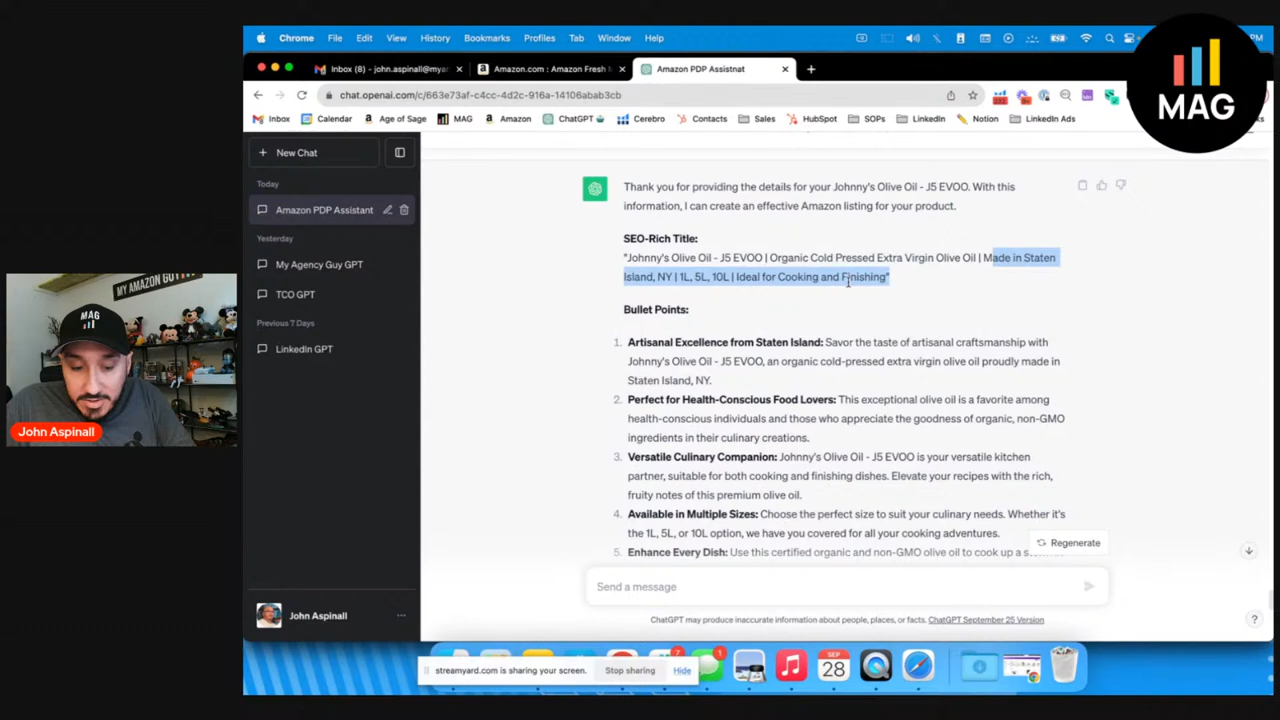 Chrome File Edit View History Bookmarks Profiles Tab Window Help
Inbox (8) – john.aspinall@myar
Amazon.com : Amazon Fresh
Amazon PDP Assistnat
chat.openai.com/c/663e73af-c4cc-4d2c-916a-14106abab3cb
Inbox Calendar Age of Sage MAG Amazon ChatGPT Cerebro Contacts Sales HubSpot SOPs LinkedIn Notion LinkedIn Ads
MAG
New Chat
Today
Amazon PDP Assistant
Yesterday
My Agency Guy GPT
TCO GPT
Previous 7 Days
LinkedIn GPT
John Aspinall
Thank you for providing the details for your Johnny's Olive Oil - J5 EVOO. With this
information, I can create an effective Amazon listing for your product.
SEO-Rich Title:
"Johnny's Olive Oil - J5 EVOO | Organic Cold Pressed Extra Virgin Olive Oil | Made in Staten
Island, NY | 1L, 5L, 10L | Ideal for Cooking and Finishing"
Bullet Points:
1. Artisanal Excellence from Staten Island: Savor the taste of artisanal craftsmanship with
Johnny's Olive Oil - J5 EVOO, an organic cold-pressed extra virgin olive oil proudly made in
Staten Island, NY.
2. Perfect for Health-Conscious Food Lovers: This exceptional olive oil is a favorite among
health-conscious individuals and those who appreciate the goodness of organic, non-GMO
ingredients in their culinary creations.
3. Versatile Culinary Companion: Johnny's Olive Oil - J5 EVOO is your versatile kitchen
partner, suitable for both cooking and finishing dishes. Elevate your recipes with the rich,
fruity notes of this premium olive oil.
4. Available in Multiple Sizes: Choose the perfect size to suit your culinary needs. Whether it's
the 1L, 5L, or 10L option, we have you covered for all your cooking adventures.
5. Enhance Every Dish: Use this certified organic and non-GMO olive oil to cook up a
Regenerate
Send a message
ChatGPT may produce inaccurate information about people, places, or facts. ChatGPT September 25 Version
?
streamyard.com is sharing your screen. Stop sharing Hide
SEP
28
7
1
MY AMAZON GUY
MAG
John Aspinall